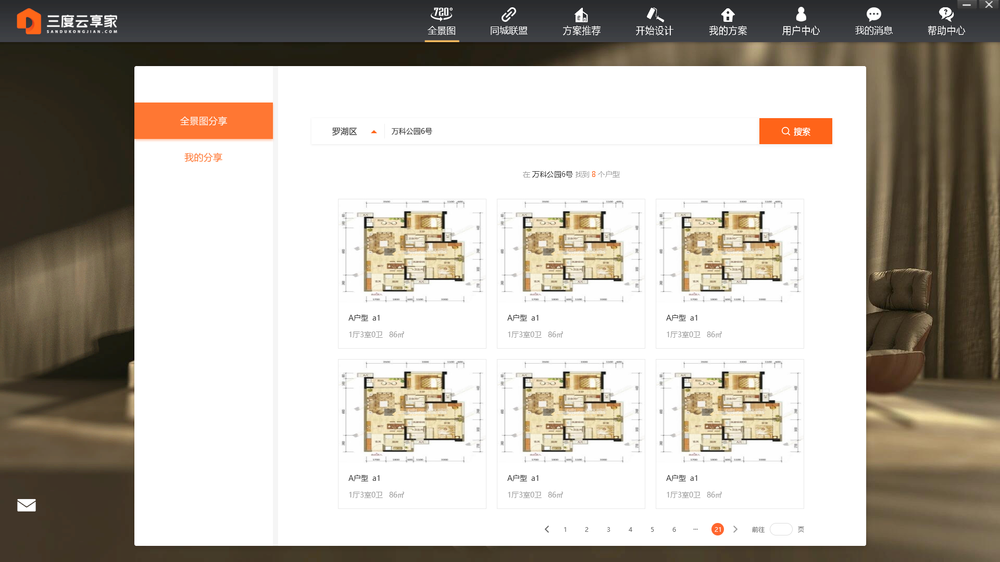 三度云享家
SANDUKONGJIAN.COM
720°
全景图
同城联盟
方案推荐
开始设计
我的方案
用户中心
我的消息
帮助中心
全景图分享
我的分享
罗湖区
万科公园6号
搜索
在 万科公园6号 找到 8 个户型
A户型 a1
1厅3室0卫 86㎡
A户型 a1
1厅3室0卫 86㎡
A户型 a1
1厅3室0卫 86㎡
A户型 a1
1厅3室0卫 86㎡
A户型 a1
1厅3室0卫 86㎡
A户型 a1
1厅3室0卫 86㎡
1 2 3 4 5 6 ··· 21 前往 页